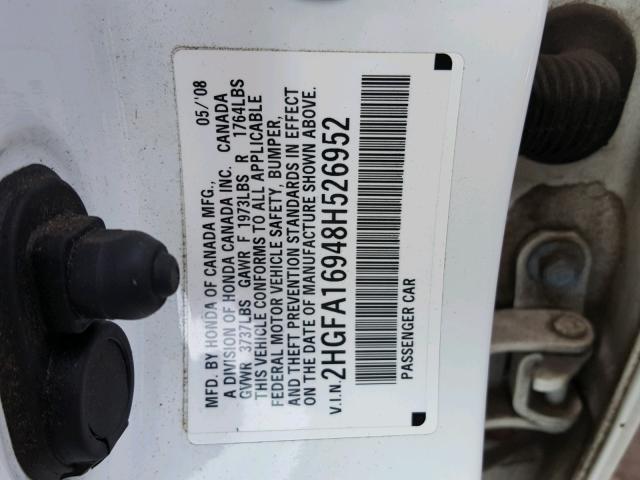 MFD. BY HONDA OF CANADA MFG., 05/'08
A DIVISION OF HONDA CANADA INC. CANADA
GVWR 3737LBS GAWR F 1973LBS R 1764LBS
THIS VEHICLE CONFORMS TO ALL APPLICABLE
FEDERAL MOTOR VEHICLE SAFETY, BUMPER,
AND THEFT PREVENTION STANDARDS IN EFFECT
ON THE DATE OF MANUFACTURE SHOWN ABOVE.
V.I.N. 2HGFA16948H526952
PASSENGER CAR